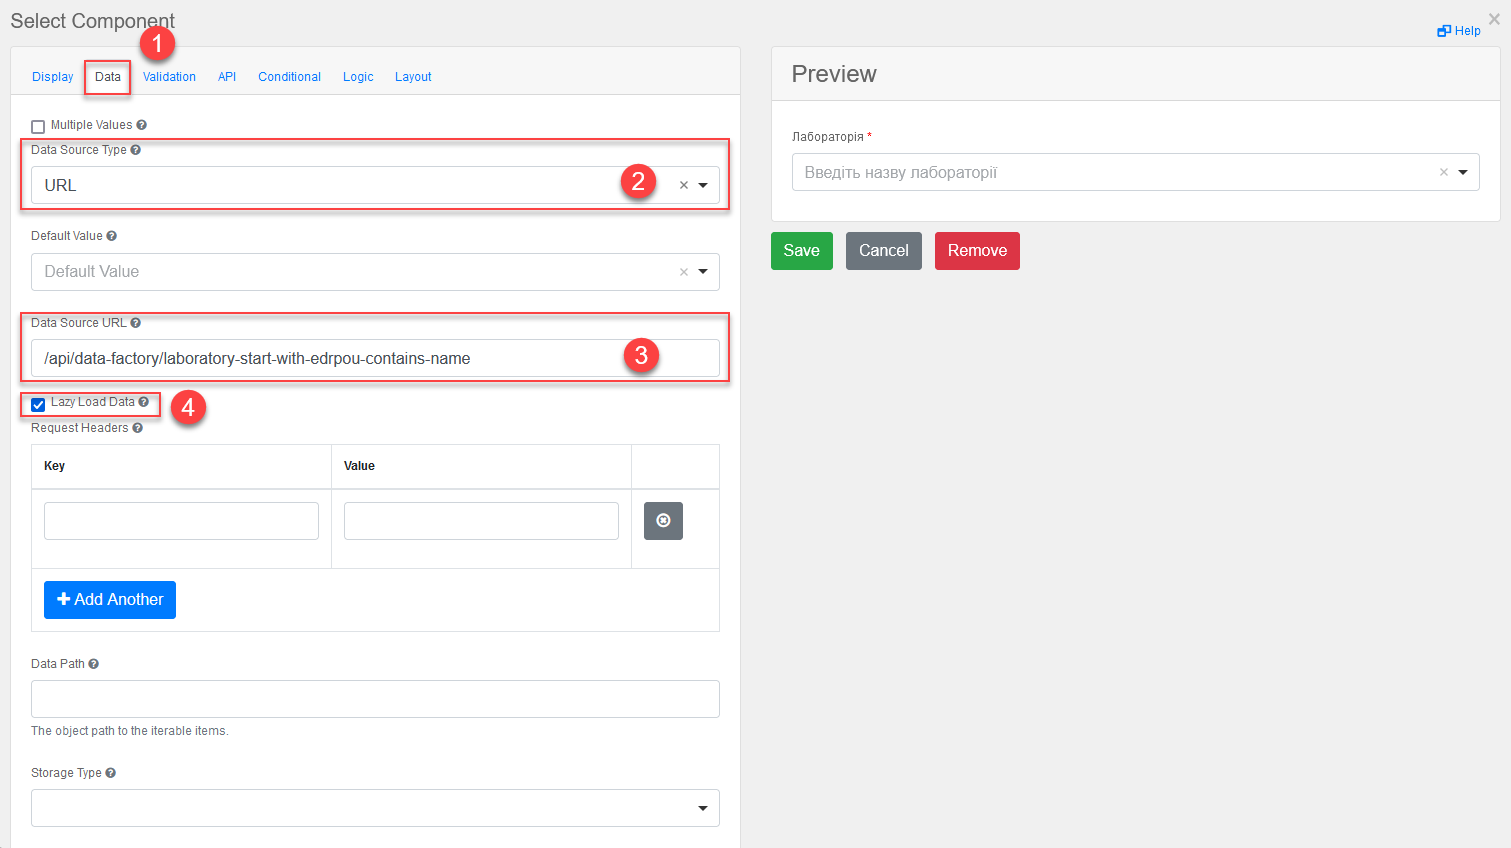 Select Component
1
Help
Display Data Validation API Conditional Logic Layout
Multiple Values
Data Source Type
URL
2
Default Value
Default Value
Data Source URL
/api/data-factory/laboratory-start-with-edrpou-contains-name
3
Lazy Load Data
4
Request Headers
Key Value
Add Another
Data Path
The object path to the iterable items.
Storage Type
Preview
Лабораторія *
Введіть назву лабораторії
Save Cancel Remove